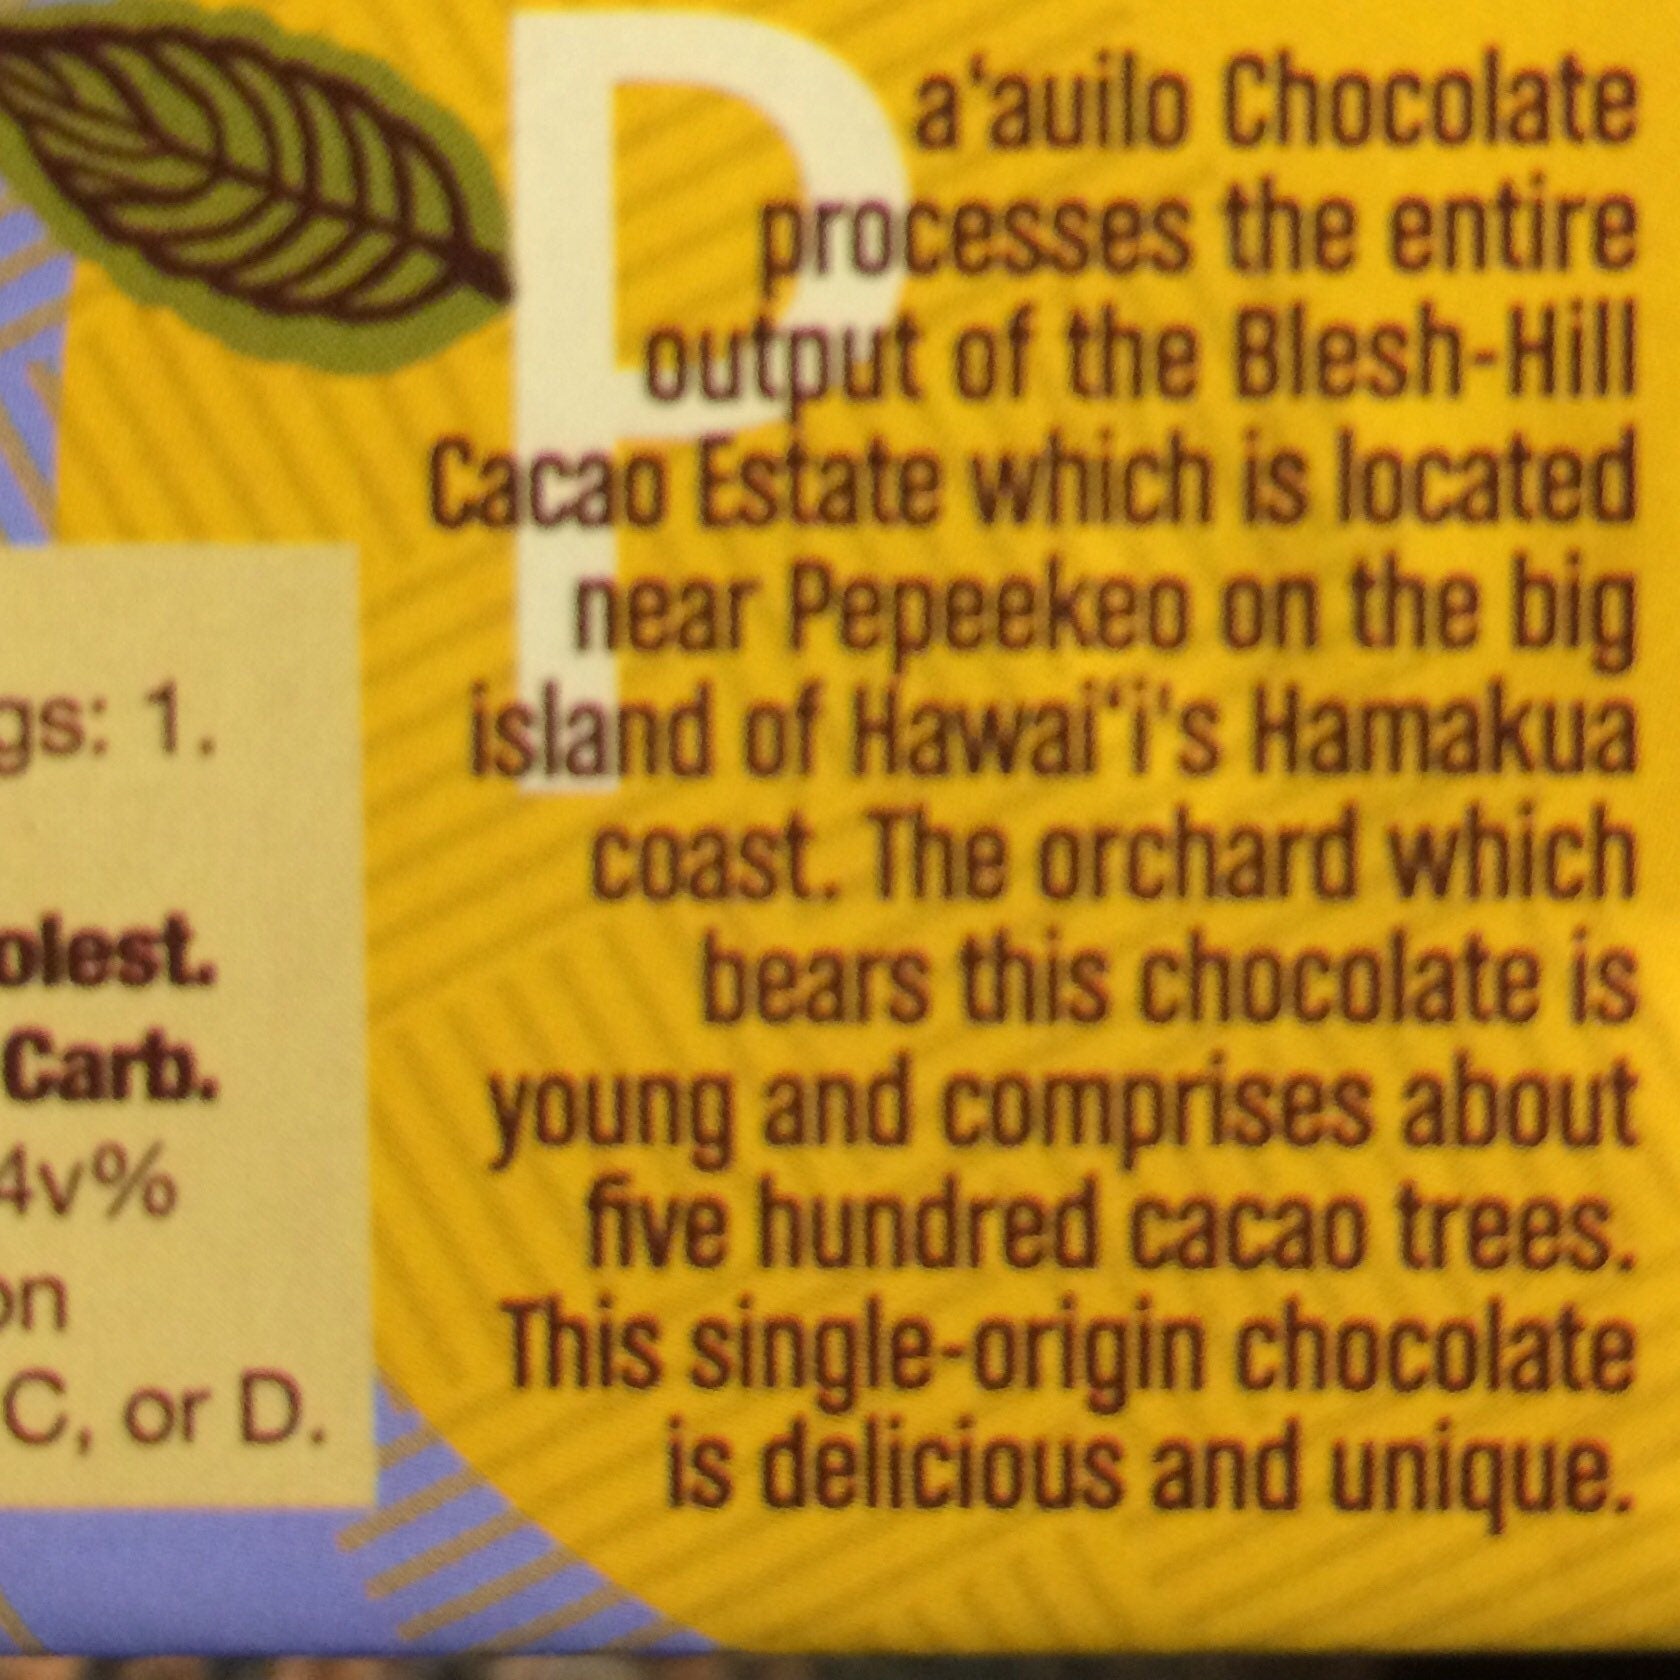 Pa‘auilo Chocolate
processes the entire
output of the Blesh-Hill
Cacao Estate which is located
near Pepeekeo on the big
island of Hawai‘i's Hamakua
coast. The orchard which
bears this chocolate is
young and comprises about
five hundred cacao trees.
This single-origin chocolate
is delicious and unique.
gs: 1.
olest.
Carb.
4v%
on
C, or D.